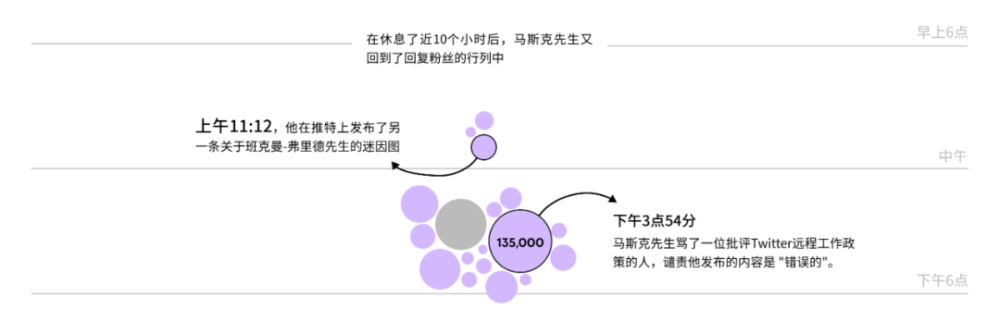 早上6点
在休息了近10个小时后，马斯克先生又
回到了回复粉丝的行列中
上午11:12，他在推特上发布了另
一条关于班克曼-弗里德先生的迷因图
中午
下午3点54分
135,000
马斯克先生骂了一位批评Twitter远程工作政
策的人，谴责他发布的内容是 "错误的"。
下午6点